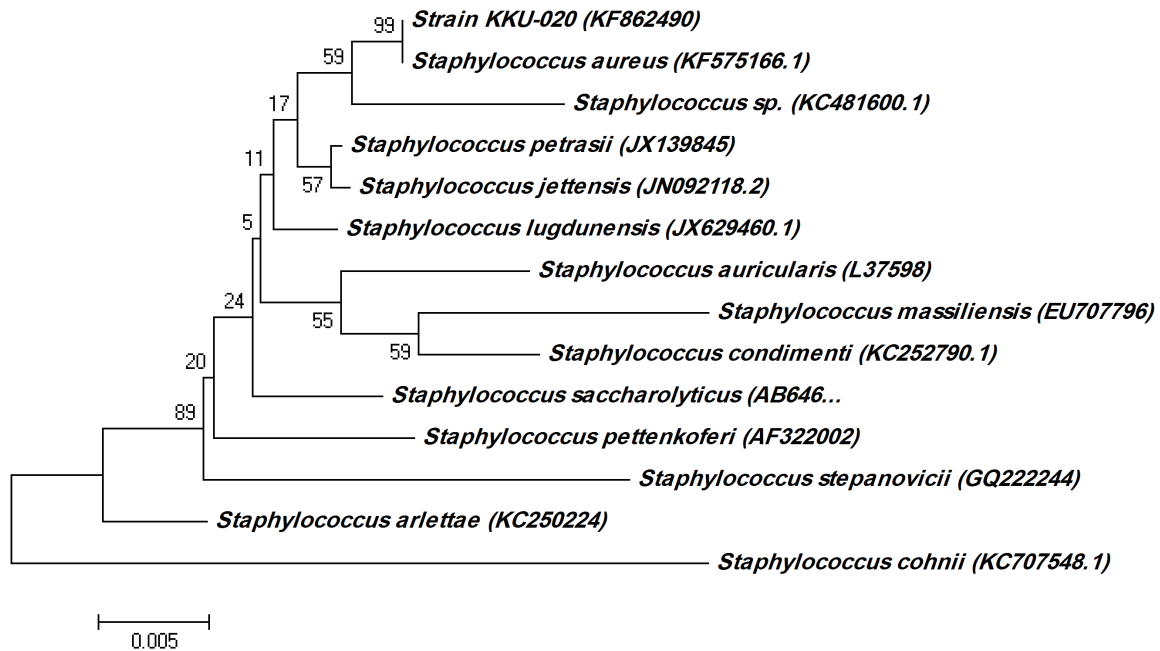 99
Strain KKU-020 (KF862490)
59
Staphylococcus aureus (KF575166.1)
17
Staphylococcus sp. (KC481600.1)
Staphylococcus petrasii (JX139845)
11
57
Staphylococcus jettensis (JN092118.2)
5
Staphylococcus lugdunensis (JX629460.1)
Staphylococcus auricularis (L37598)
24
55
Staphylococcus massiliensis (EU707796)
59
Staphylococcus condimenti (KC252790.1)
20
Staphylococcus saccharolyticus (AB646...
89
Staphylococcus pettenkoferi (AF322002)
Staphylococcus stepanovicii (GQ222244)
Staphylococcus arlettae (KC250224)
Staphylococcus cohnii (KC707548.1)
0.005